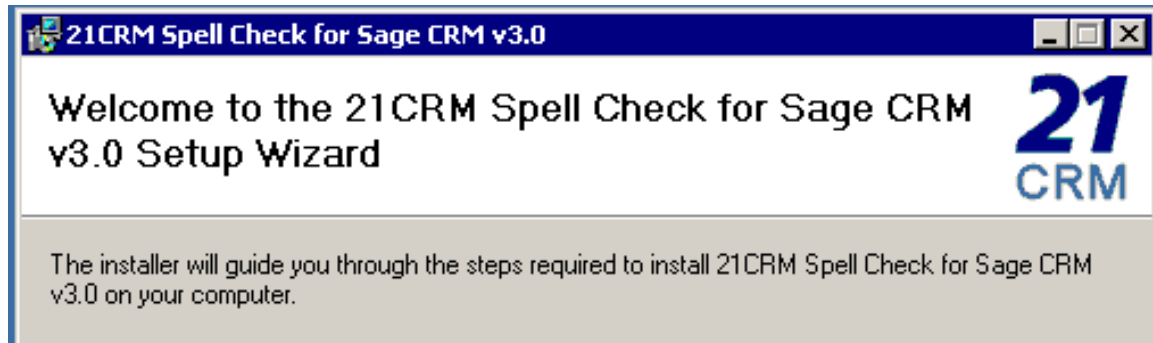 21CRM Spell Check for Sage CRM v3.0
Welcome to the 21CRM Spell Check for Sage CRM
v3.0 Setup Wizard
21
CRM
The installer will guide you through the steps required to install 21CRM Spell Check for Sage CRM
v3.0 on your computer.